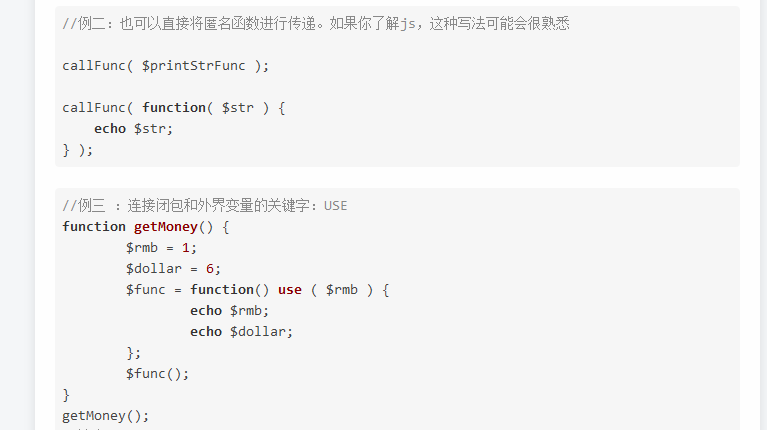 //例二：也可以直接将匿名函数进行传递。如果你了解js，这种写法可能会很熟悉
callFunc( $printStrFunc );
callFunc( function( $str ) {
echo $str;
} );
//例三 ：连接闭包和外界变量的关键字：USE
function getMoney() {
$rmb = 1;
$dollar = 6;
$func = function() use ( $rmb ) {
echo $rmb;
echo $dollar;
};
$func();
}
getMoney();